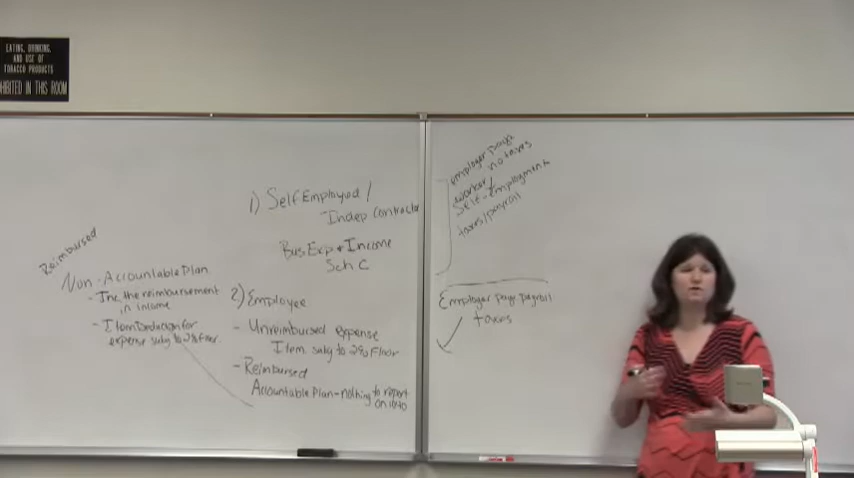 EATING, DRINKING
AND USE OF
TOBACCO PRODUCTS
HIBITED IN THIS ROOM
Reimbursed
Non-Accountable Plan
- Inc the reimbursement
in income
- Item Deduction for
expense subj to 2% floor.
1) Self Employed /
-Indep Contractor
Bus. Exp + Income
Sch C
2) Employee
- Unreimbursed Expense
Item subj to 2% Floor
- Reimbursed
Accountable Plan - nothing to report
on 1040
employer pays
no taxes
worker /
Self-employment
taxes/payroll
Employer pays payroll
taxes